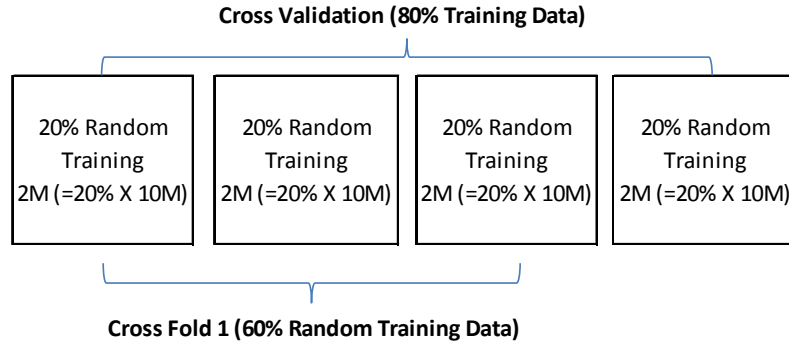 Cross Validation (80% Training Data)
20% Random
Training
2M (=20% X 10M)
20% Random
Training
2M (=20% X 10M)
20% Random
Training
2M (=20% X 10M)
20% Random
Training
2M (=20% X 10M)
Cross Fold 1 (60% Random Training Data)